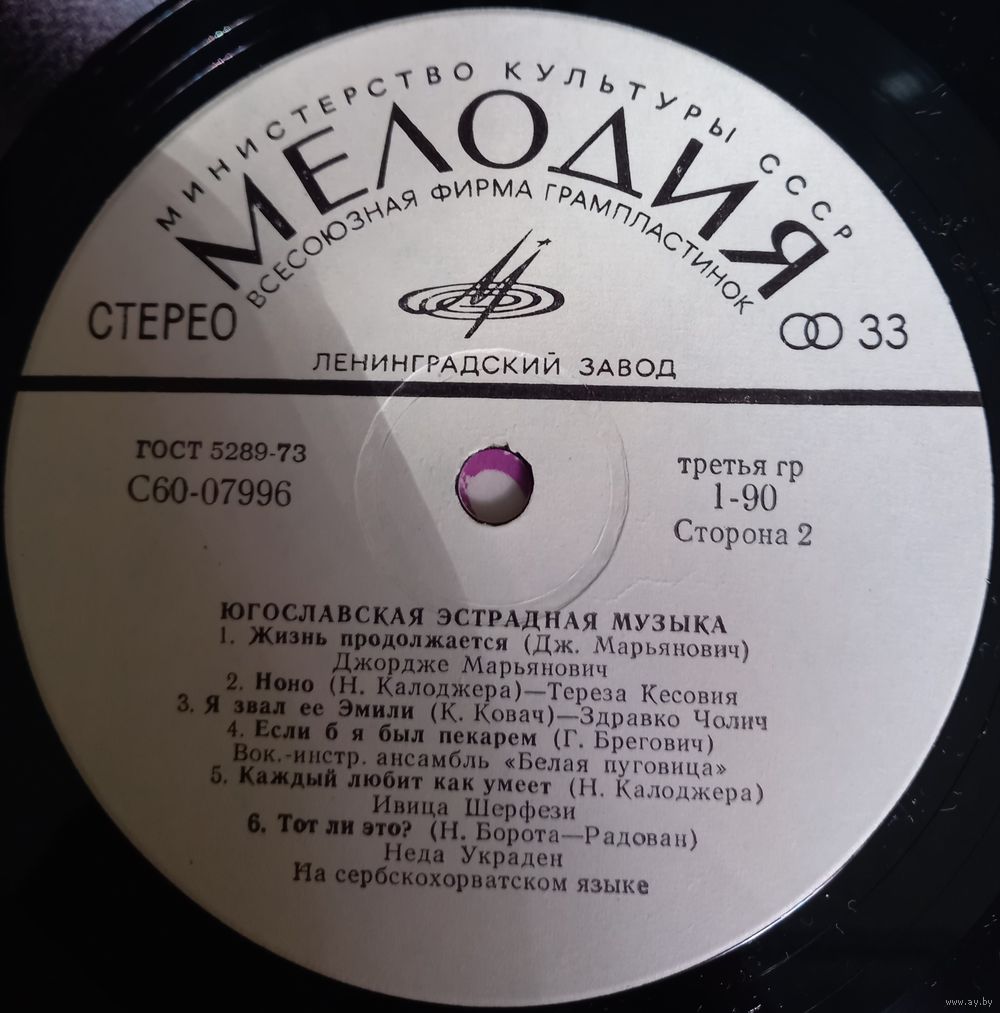 МИНИСТЕРСТВО КУЛЬТУРЫ СССР
МЕЛОДИЯ
ВСЕСОЮЗНАЯ ФИРМА ГРАМПЛАСТИНОК
СТЕРЕО
33
ЛЕНИНГРАДСКИЙ ЗАВОД
ГОСТ 5289-73
С60-07996
третья гр
1-90
Сторона 2
ЮГОСЛАВСКАЯ ЭСТРАДНАЯ МУЗЫКА
1. Жизнь продолжается (Дж. Марьянович)
Джордже Марьянович
2. Ноно (Н. Калоджера)—Тереза Кесовия
3. Я звал ее Эмили (К. Ковач)—Здравко Чолич
4. Если б я был пекарем (Г. Брегович)
Вок.-инстр. ансамбль «Белая пуговица»
5. Каждый любит как умеет (Н. Калоджера)
Ивица Шерфези
6. Тот ли это? (Н. Борота—Радован)
Неда Украден
На сербскохорватском языке
www.ay.by